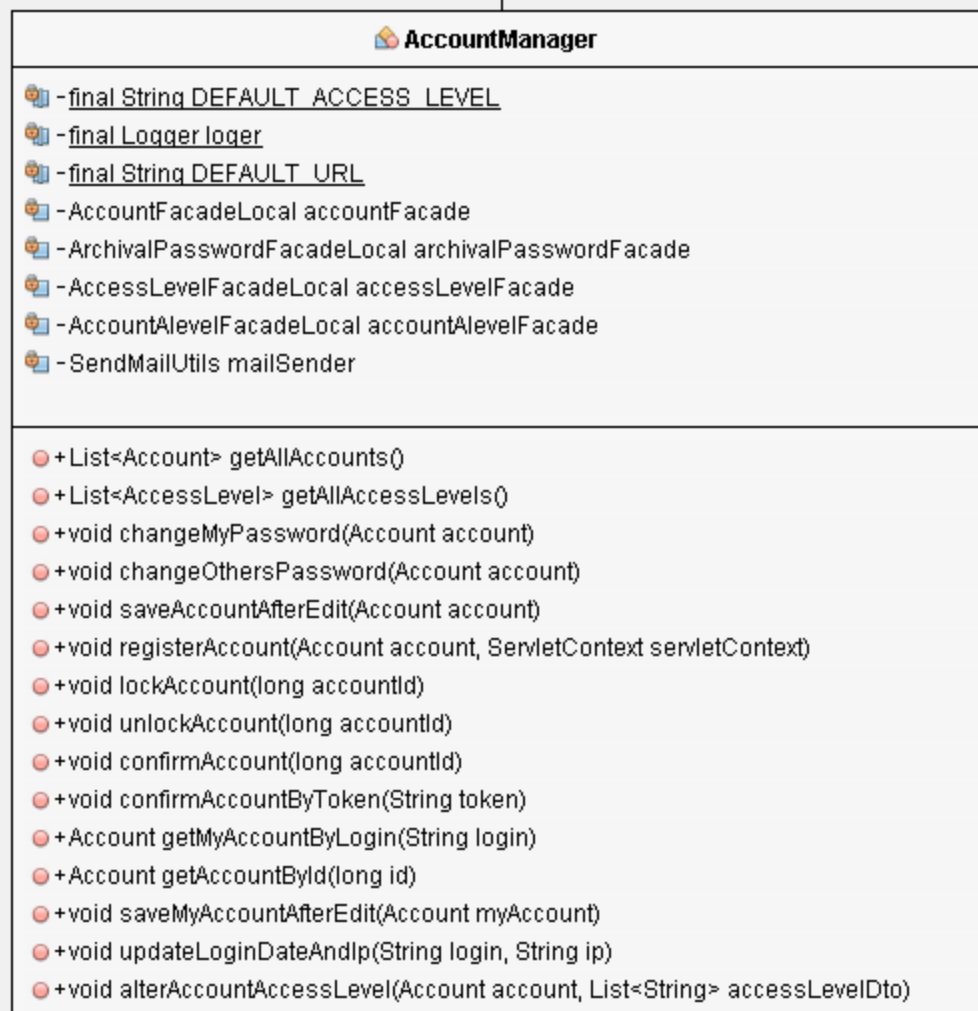 AccountManager
-final String DEFAULT_ACCESS_LEVEL
-final Logger loger
-final String DEFAULT_URL
-AccountFacadeLocal accountFacade
-ArchivalPasswordFacadeLocal archivalPasswordFacade
-AccessLevelFacadeLocal accessLevelFacade
-AccountAlevelFacadeLocal accountAlevelFacade
-SendMailUtils mailSender
+List<Account> getAllAccounts()
+List<AccessLevel> getAllAccessLevels()
+void changeMyPassword(Account account)
+void changeOthersPassword(Account account)
+void saveAccountAfterEdit(Account account)
+void registerAccount(Account account, ServletContext servletContext)
+void lockAccount(long accountId)
+void unlockAccount(long accountId)
+void confirmAccount(long accountId)
+void confirmAccountByToken(String token)
+Account getMyAccountByLogin(String login)
+Account getAccountById(long id)
+void saveMyAccountAfterEdit(Account myAccount)
+void updateLoginDateAndIp(String login, String ip)
+void alterAccountAccessLevel(Account account, List<String> accessLevelDto)